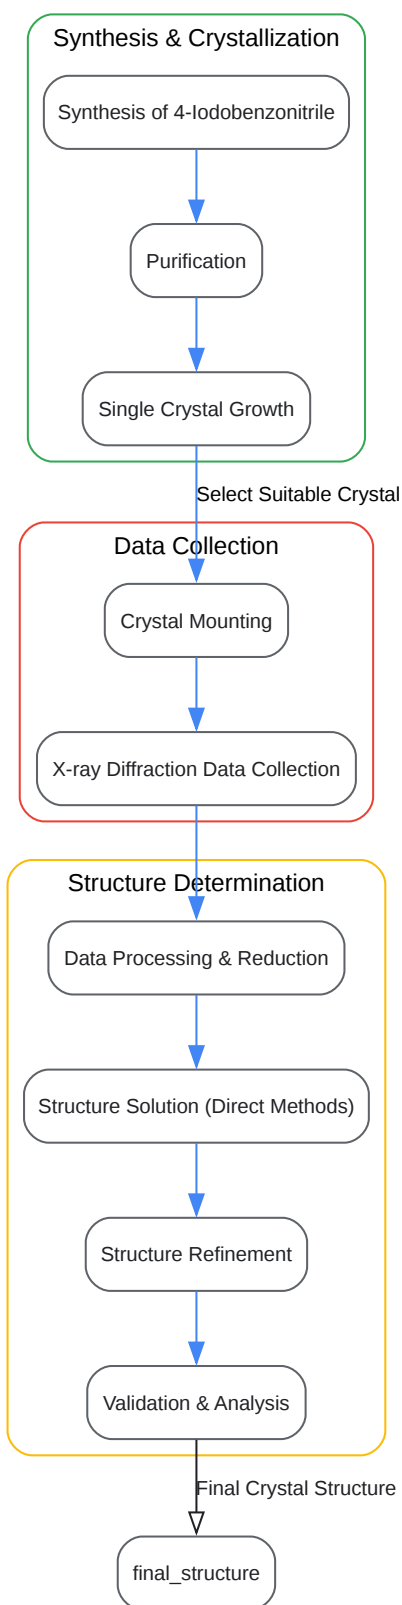 Synthesis & Crystallization
Synthesis of 4-Iodobenzonitrile
Purification
Single Crystal Growth
Select Suitable Crystal
Data Collection
Crystal Mounting
X-ray Diffraction Data Collection
Structure Determination
Data Processing & Reduction
Structure Solution (Direct Methods)
Structure Refinement
Validation & Analysis
Final Crystal Structure
final_structure